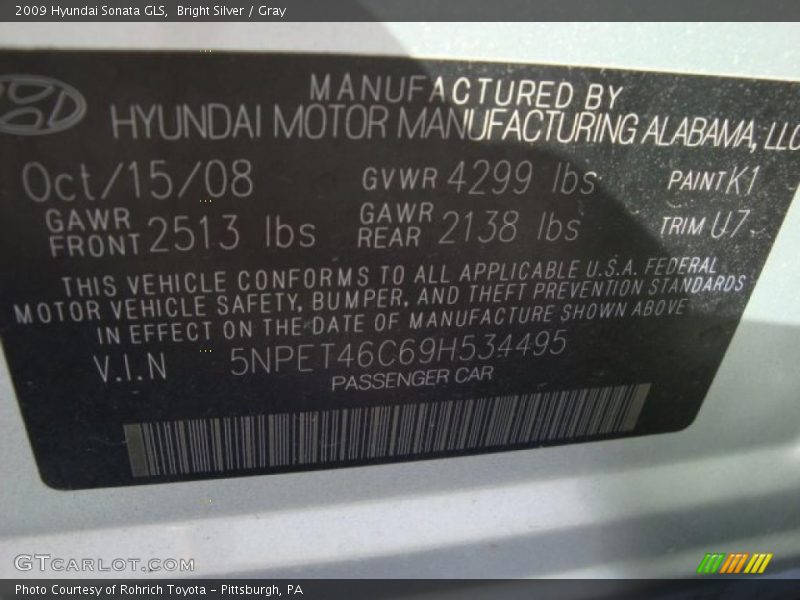 2009 Hyundai Sonata GLS, Bright Silver / Gray
MANUFACTURED BY
HYUNDAI MOTOR MANUFACTURING ALABAMA, LLC
Oct/15/08 GVWR 4299 lbs PAINT K1
GAWR FRONT 2513 lbs GAWR REAR 2138 lbs TRIM U7
THIS VEHICLE CONFORMS TO ALL APPLICABLE U.S.A. FEDERAL
MOTOR VEHICLE SAFETY, BUMPER, AND THEFT PREVENTION STANDARDS
IN EFFECT ON THE DATE OF MANUFACTURE SHOWN ABOVE
V.I.N 5NPET46C69H534495
PASSENGER CAR
GTCARLOT.COM
Photo Courtesy of Rohrich Toyota - Pittsburgh, PA